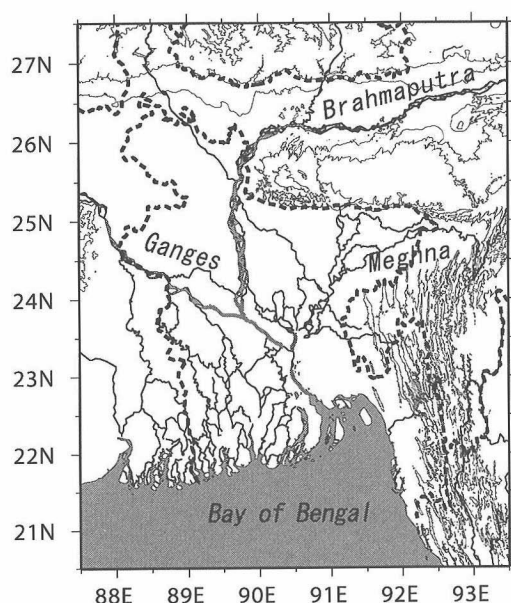 27N
Brahmaputra
26N
25N
Ganges
Meghna
24N
23N
22N
Bay of Bengal
21N
88E 89E 90E 91E 92E 93E